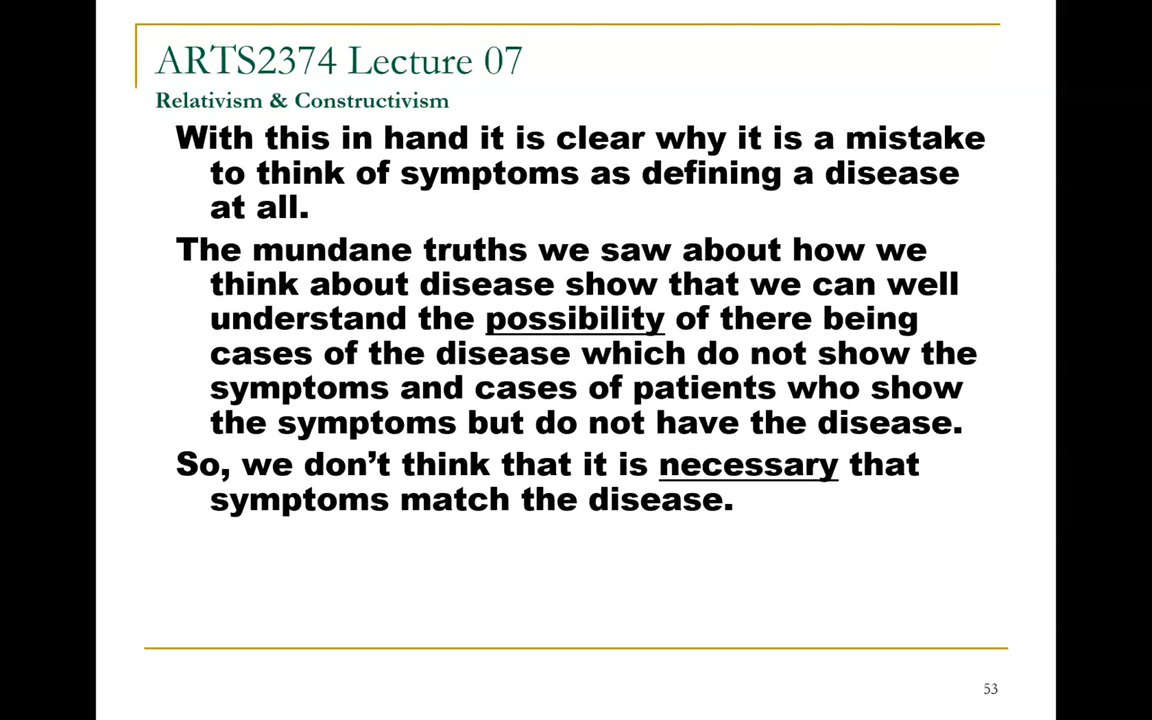 ARTS2374 Lecture 07
Relativism & Constructivism
With this in hand it is clear why it is a mistake
to think of symptoms as defining a disease
at all.
The mundane truths we saw about how we
think about disease show that we can well
understand the possibility of there being
cases of the disease which do not show the
symptoms and cases of patients who show
the symptoms but do not have the disease.
So, we don’t think that it is necessary that
symptoms match the disease.
53